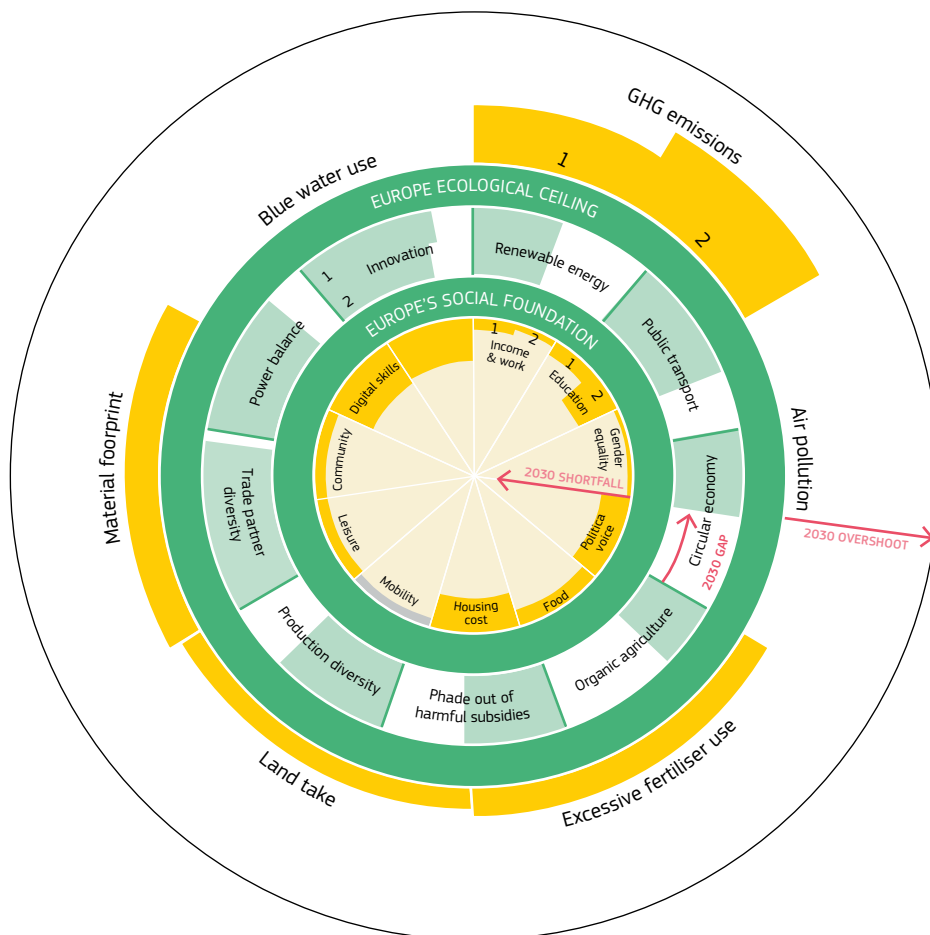 GHG emissions
1
2
Blue water use
EUROPE ECOLOGICAL CEILING
Innovation
1
2
Renewable energy
Public transport
Power balance
EUROPE'S SOCIAL FOUNDATION
1
2
Income
& work
1
2
Education
Digital skills
Gender
equality
Community
2030 SHORTFALL
Air pollution
2030 OVERSHOOT
Circular economy
2030 GAP
Material foorprint
Trade partner
diversity
Leisure
Politica
voice
Mobility
Housing
cost
Food
Organic agriculture
Production diversity
Phade out of
harmful subsidies
Land take
Excessive fertiliser use